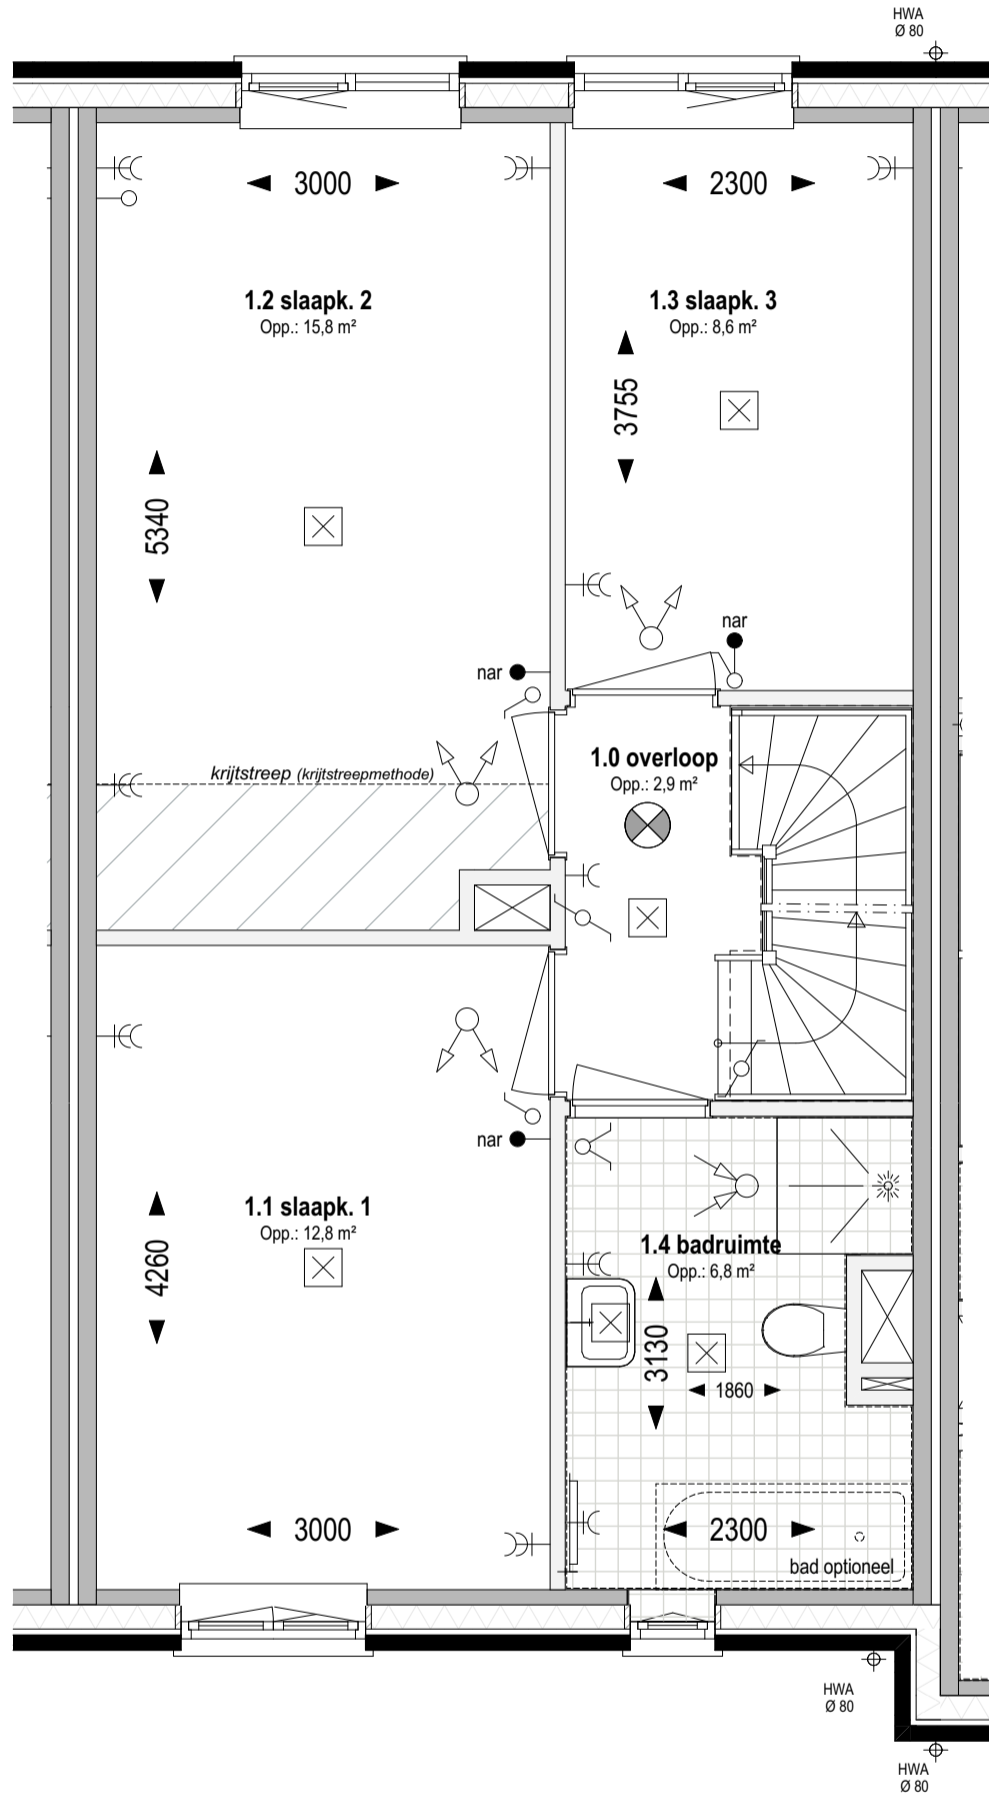 HWA
Ø 80
3000
2300
1.2 slaapk. 2
Opp.: 15,8 m²
1.3 slaapk. 3
Opp.: 8,6 m²
3755
5340
nar
nar
krijtstreep (krijtstreepmethode)
1.0 overloop
Opp.: 2,9 m²
nar
1.1 slaapk. 1
Opp.: 12,8 m²
4260
1.4 badruimte
Opp.: 6,8 m²
3130
1860
3000
2300
bad optioneel
HWA
Ø 80
HWA
Ø 80